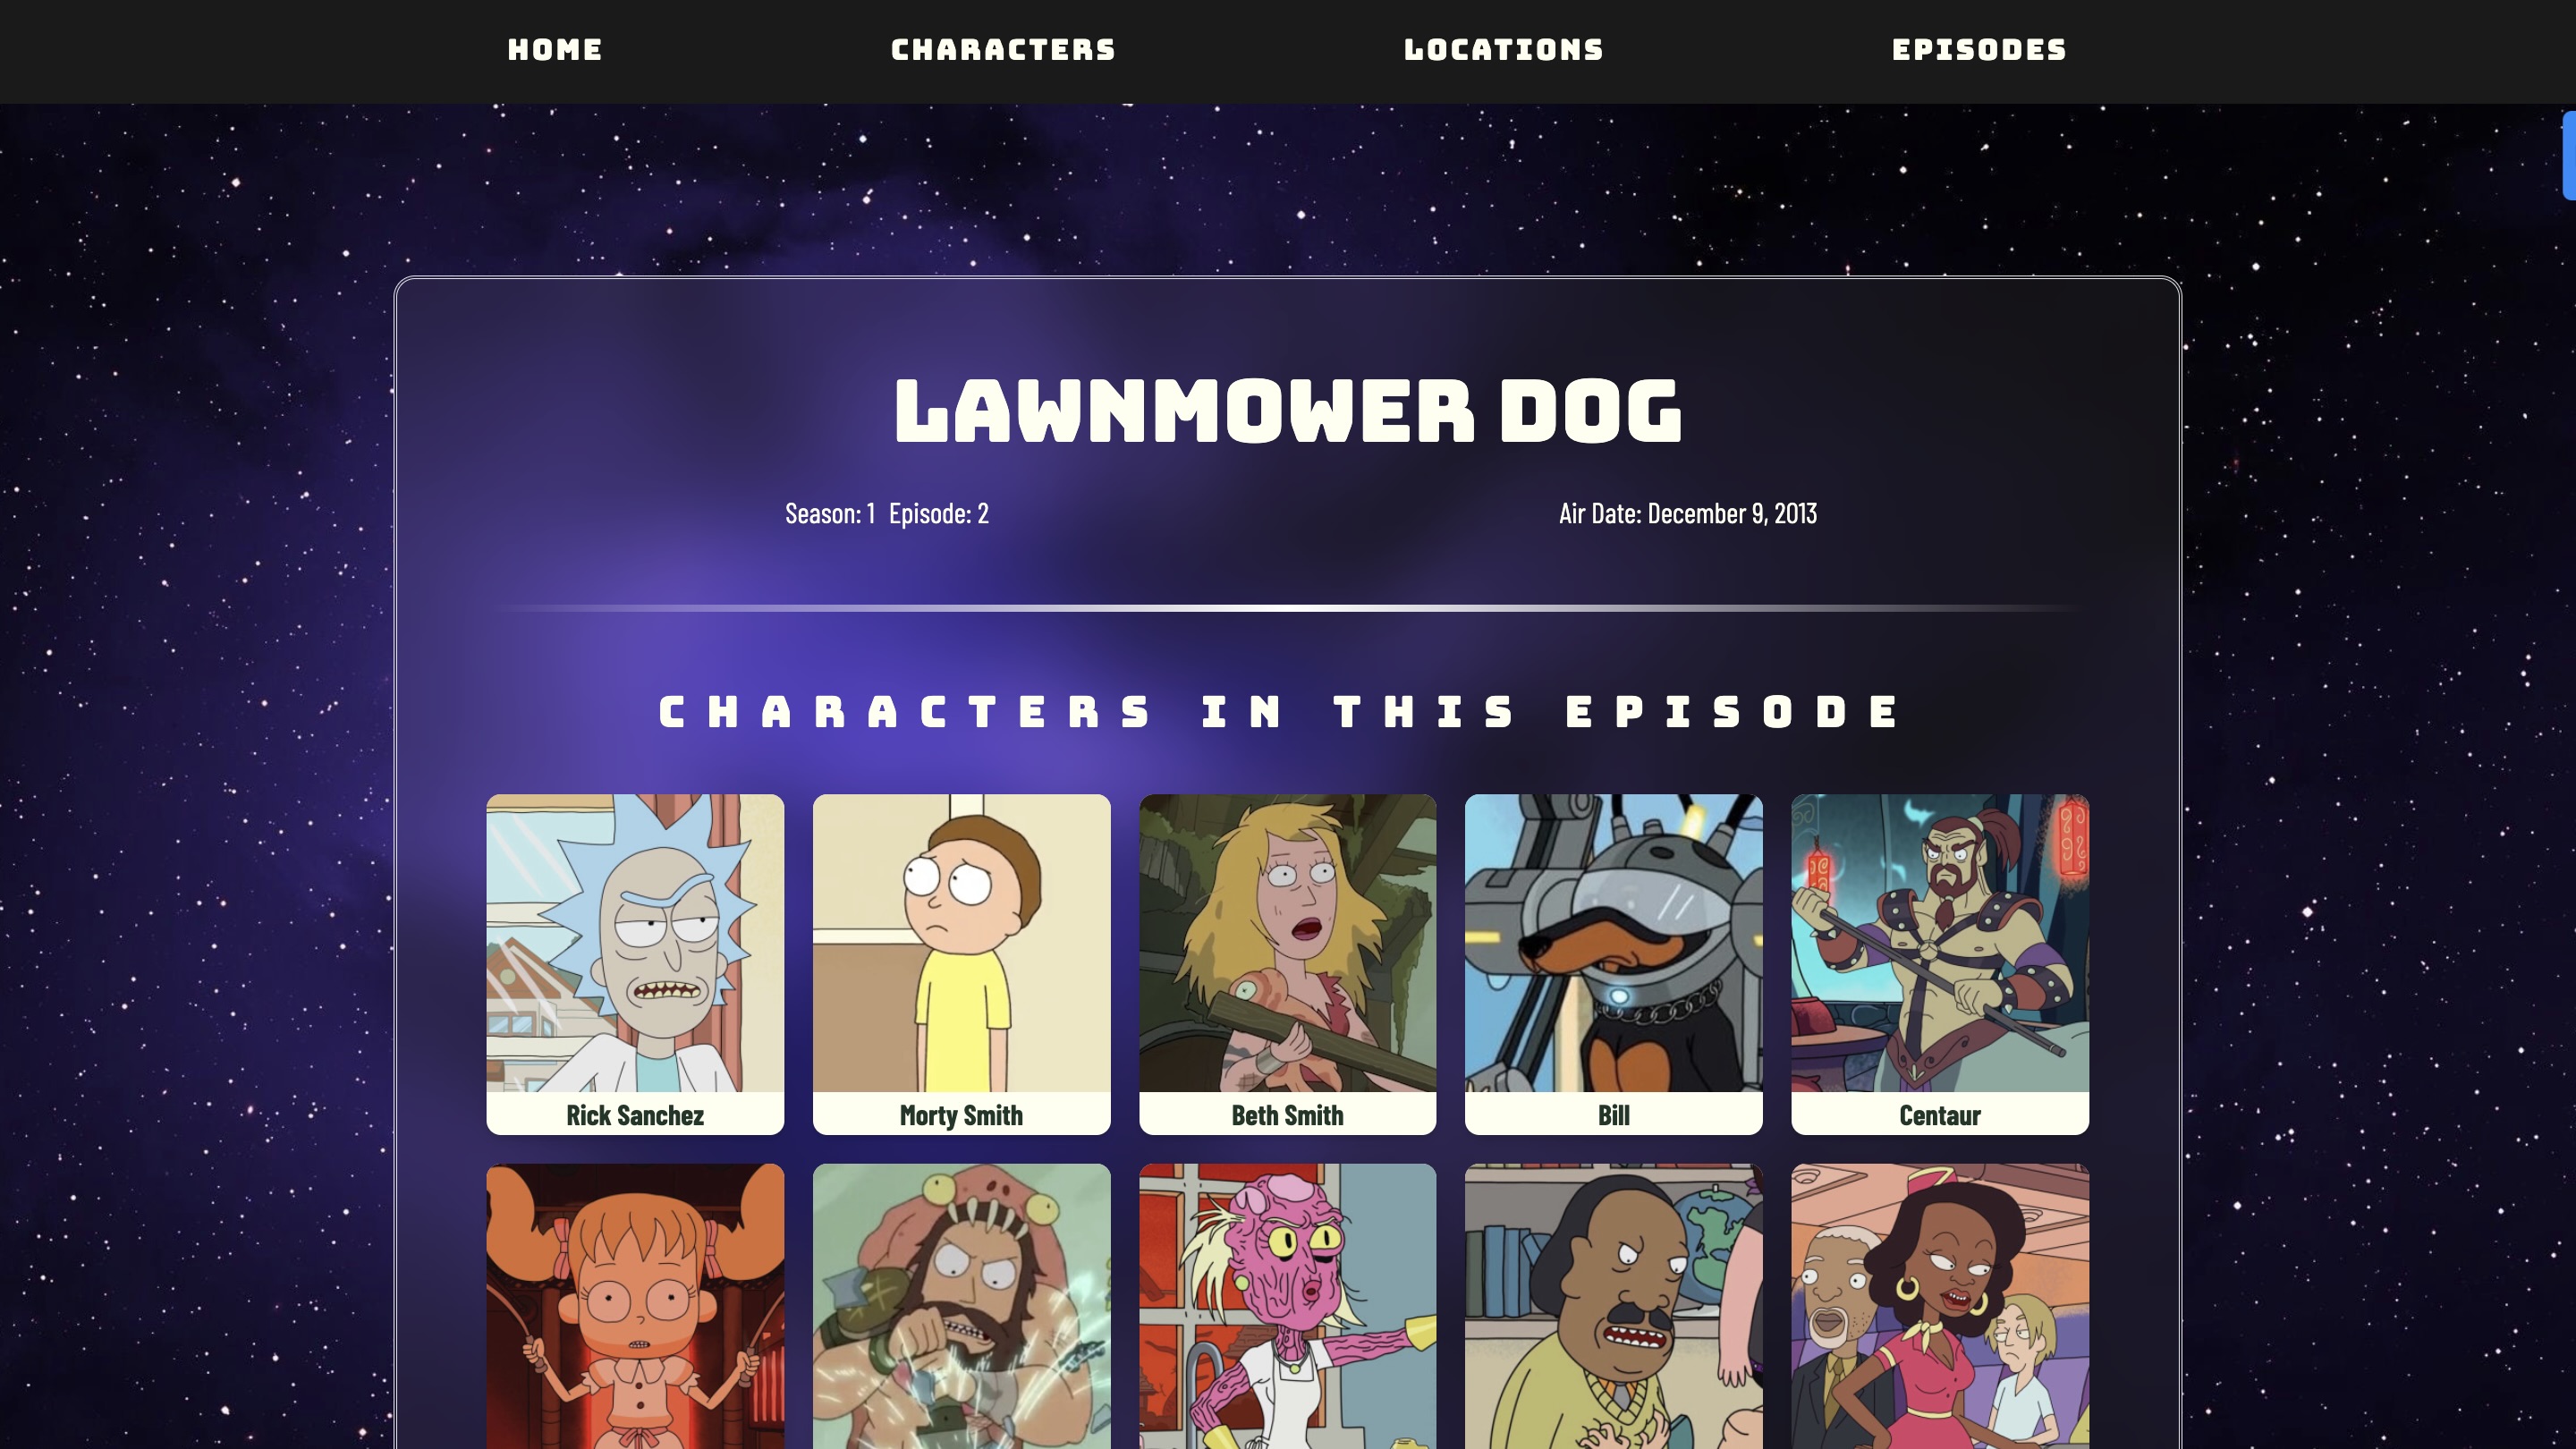 HOME CHARACTERS LOCATIONS EPISODES
LAWNMOWER DOG
Season: 1 Episode: 2 Air Date: December 9, 2013
CHARACTERS IN THIS EPISODE
Rick Sanchez Morty Smith Beth Smith Bill Centaur